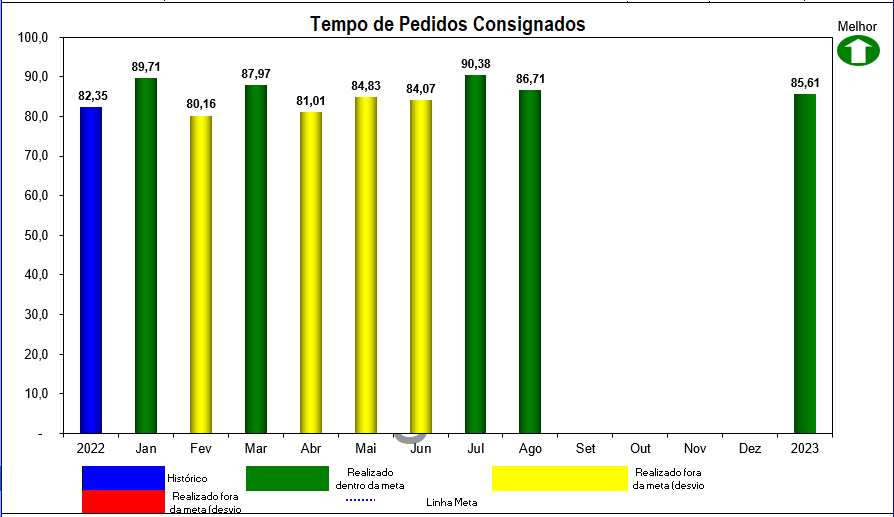 Tempo de Pedidos Consignados
Melhor
100,0
90,0
80,0
70,0
60,0
50,0
40,0
30,0
20,0
10,0
-
82,35
89,71
80,16
87,97
81,01
84,83
84,07
90,38
86,71
85,61
2022 Jan Fev Mar Abr Mai Jun Jul Ago Set Out Nov Dez 2023
Histórico
Realizado
dentro da meta
Realizado fora
da meta (desvio
Realizado fora
da meta (desvio
Linha Meta